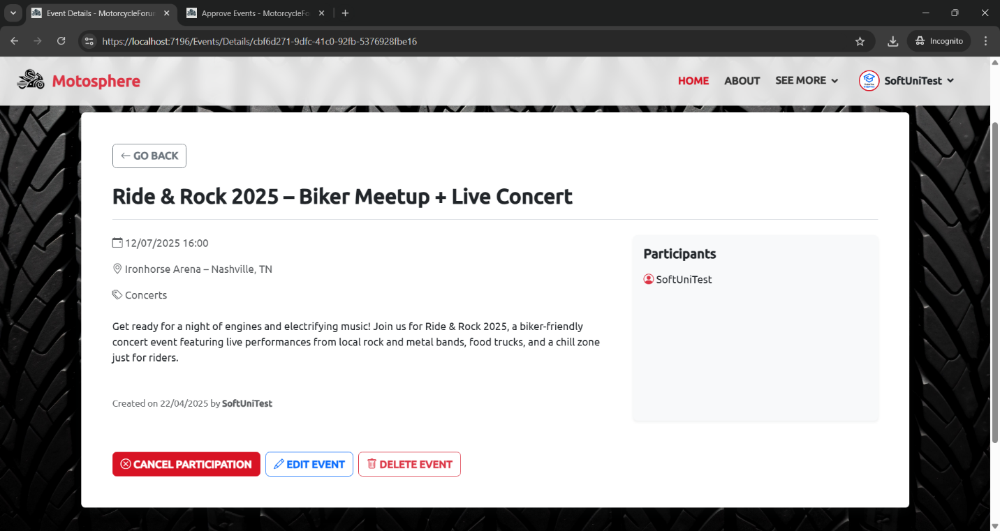 Event Details - MotorcycleForu
Approve Events - MotorcycleFo
https://localhost:7196/Events/Details/cbf6d271-9dfc-41c0-92fb-5376928fbe16
Incognito
Motosphere
HOME
ABOUT
SEE MORE
SoftUniTest
GO BACK
Ride & Rock 2025 – Biker Meetup + Live Concert
12/07/2025 16:00
Ironhorse Arena – Nashville, TN
Concerts
Get ready for a night of engines and electrifying music! Join us for Ride & Rock 2025, a biker-friendly
concert event featuring live performances from local rock and metal bands, food trucks, and a chill zone
just for riders.
Created on 22/04/2025 by SoftUniTest
Participants
SoftUniTest
CANCEL PARTICIPATION
EDIT EVENT
DELETE EVENT